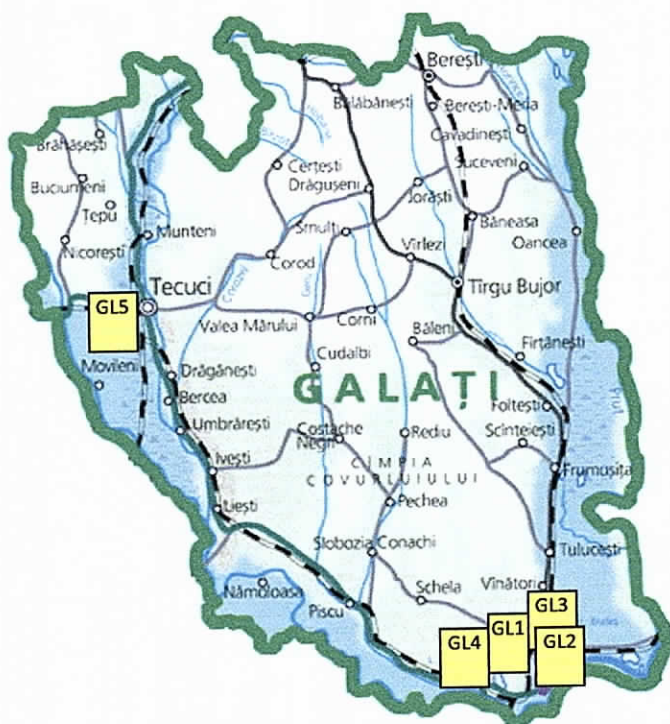 Berești
Bălăbănești
Berești-Meria
Cavadinești
Brăhășești
Suceveni
Certești
Buciumeni
Drăgușeni
Jorăști
Țepu
Băneasa
Munteni
Smulți
Oancea
Nicorești
Vîrlezi
Corod
Tecuci
Tîrgu Bujor
GL5
Valea Mărului
Corni
Băleni
Fîrțănești
Movileni
Cudalbi
Drăgănești
GALAȚI
Bercea
Foltești
Umbrărești
Costache
Negri
Rediu
Scînteiești
Prut
Ivești
CÎMPIA
COVURLUIULUI
Frumușița
Pechea
Liești
Slobozia Conachi
Tulucești
Schela
Vînători
Nămoloasa
Piscu
GL3
GL1
GL4
GL2